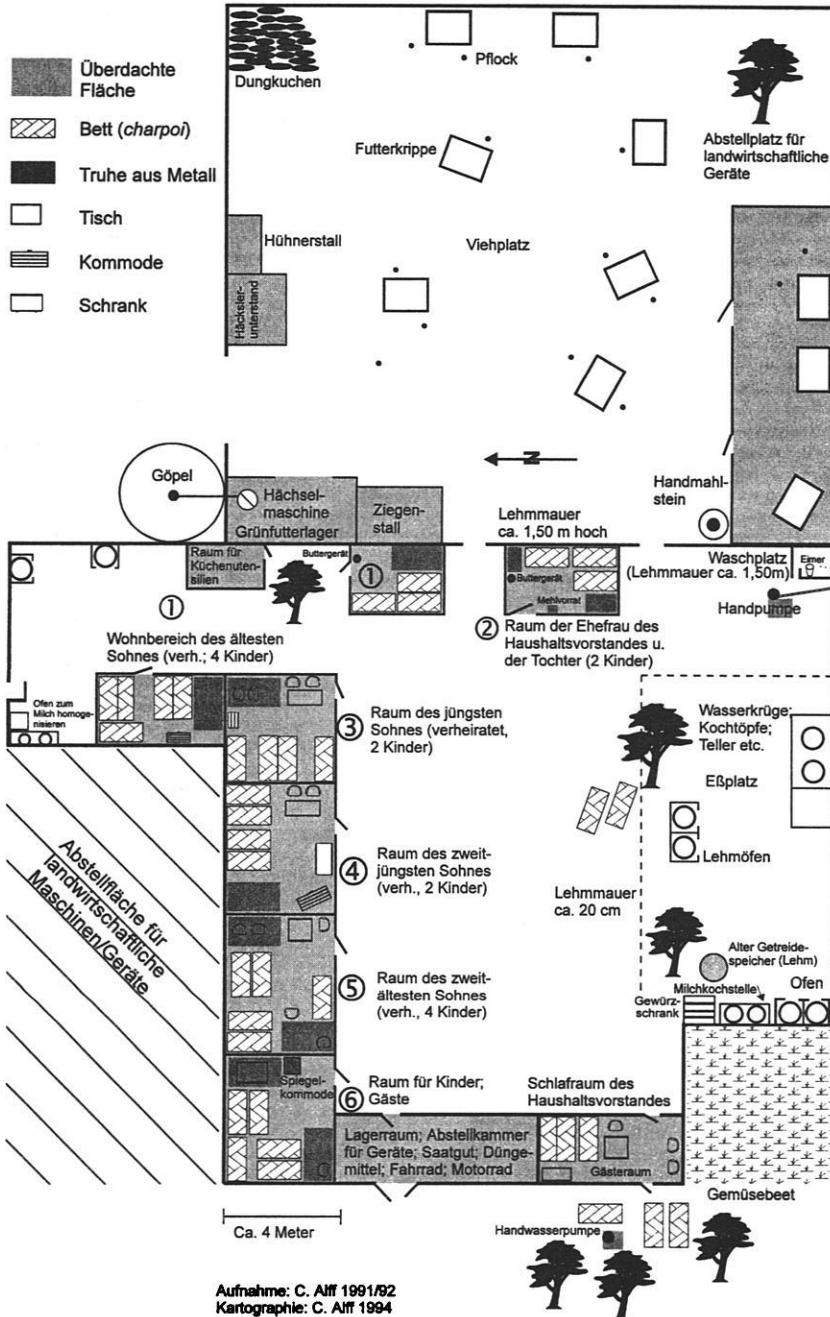 Überdachte
Fläche
Bett (charpoi)
Truhe aus Metall
Tisch
Kommode
Schrank
Dungkuchen
Pflock
Futterkrippe
Abstellplatz für
landwirtschaftliche
Geräte
Hühnerstall
Viehplatz
Häcksler-
unterstand
N
Göpel
Hächsel-
maschine
Grünfutterlager
Ziegen-
stall
Handmahl-
stein
Lehmmauer
ca. 1,50 m hoch
Raum für
Küchenuten-
silien
Buttergerät
①
Buttergerät
Mehlvorrat
Waschplatz
(Lehmmauer ca. 1,50m)
Eimer
Handpumpe
①
Wohnbereich des ältesten
Sohnes (verh.; 4 Kinder)
② Raum der Ehefrau des
Haushaltsvorstandes u.
der Tochter (2 Kinder)
Ofen zum
Milch homoge-
nisieren
③ Raum des jüngsten
Sohnes (verheiratet,
2 Kinder)
Wasserkrüge;
Kochtöpfe;
Teller etc.
Eßplatz
Lehmöfen
④ Raum des zweit-
jüngsten Sohnes
(verh., 2 Kinder)
Lehmmauer
ca. 20 cm
Abstellfläche für
landwirtschaftliche
Maschinen/Geräte
⑤ Raum des zweit-
ältesten Sohnes
(verh., 4 Kinder)
Alter Getreide-
speicher (Lehm)
Milchkochstelle
Ofen
Gewürz-
schrank
Spiegel-
kommode
⑥ Raum für Kinder;
Gäste
Schlafraum des
Haushaltsvorstandes
Lagerraum; Abstellkammer
für Geräte; Saatgut; Dünge-
mittel; Fahrrad; Motorrad
Gästeraum
Gemüsebeet
Ca. 4 Meter
Handwasserpumpe
Aufnahme: C. Alff 1991/92
Kartographie: C. Alff 1994